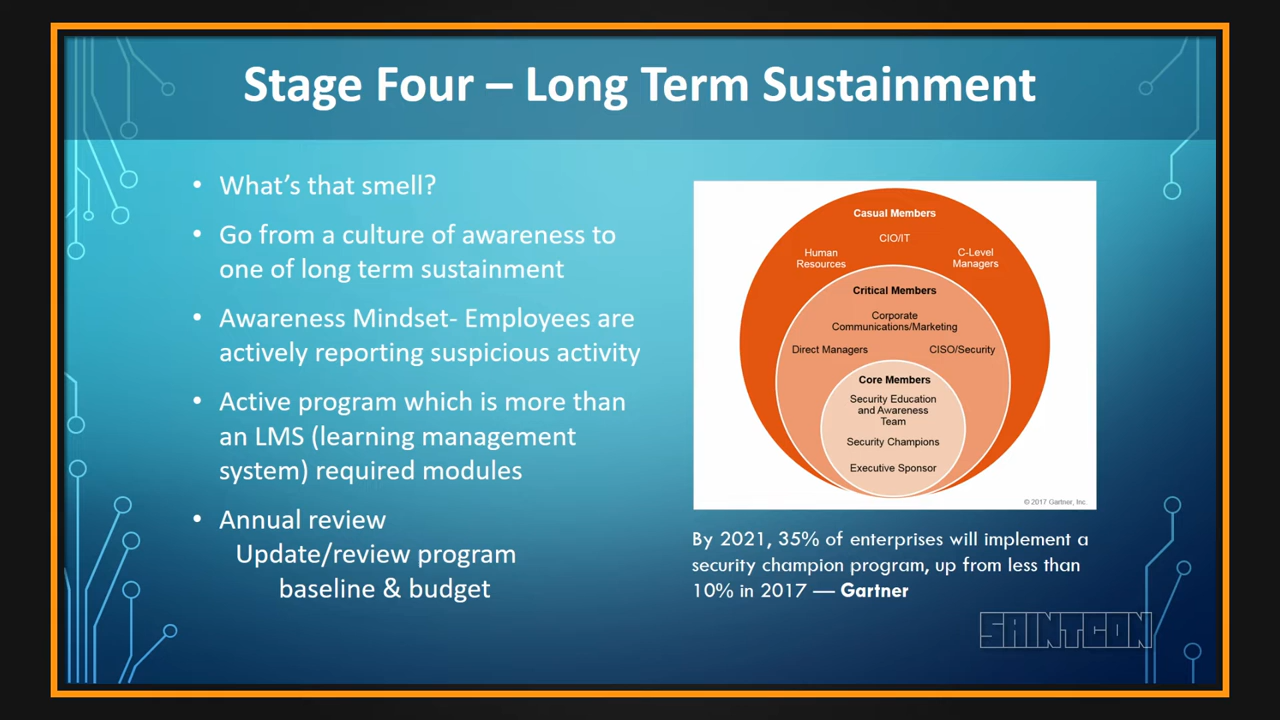 Stage Four – Long Term Sustainment
• What's that smell?
• Go from a culture of awareness to
one of long term sustainment
• Awareness Mindset- Employees are
actively reporting suspicious activity
• Active program which is more than
an LMS (learning management
system) required modules
• Annual review
Update/review program
baseline & budget
Casual Members
CIO/IT
Human
Resources
C-Level
Managers
Critical Members
Corporate
Communications/Marketing
Direct Managers
CISO/Security
Core Members
Security Education
and Awareness
Team
Security Champions
Executive Sponsor
© 2017 Gartner, Inc.
By 2021, 35% of enterprises will implement a
security champion program, up from less than
10% in 2017 — Gartner
SAINTCON